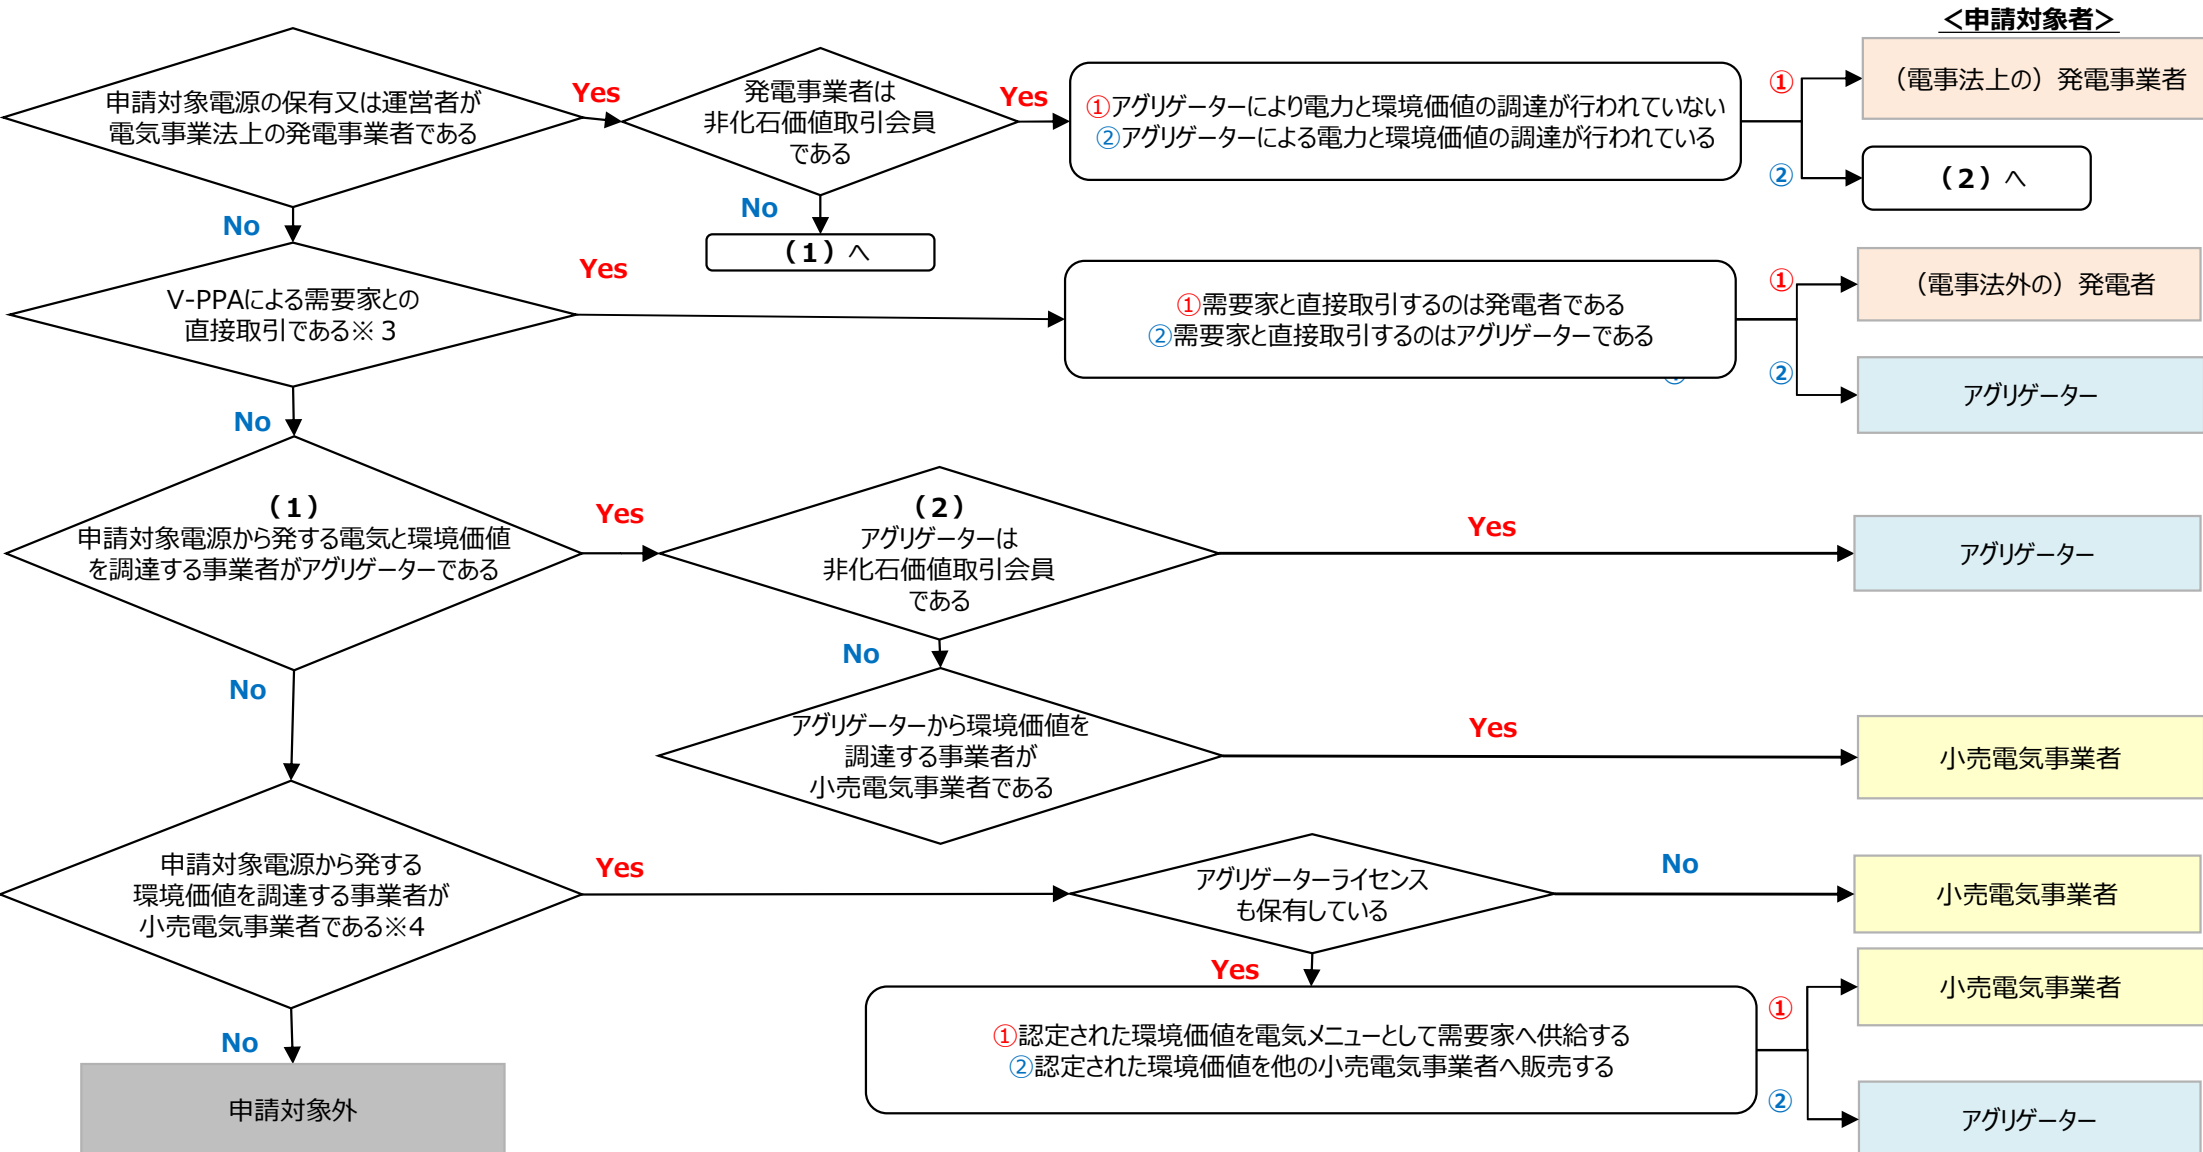 ＜申請対象者＞
申請対象電源の保有又は運営者が
電気事業法上の発電事業者である
Yes
発電事業者は
非化石価値取引会員
である
Yes
①アグリゲーターにより電力と環境価値の調達が行われていない
②アグリゲーターによる電力と環境価値の調達が行われている
①
（電事法上の）発電事業者
②
（2）へ
No
（1）へ
No
V-PPAによる需要家との
直接取引である※３
Yes
①需要家と直接取引するのは発電者である
②需要家と直接取引するのはアグリゲーターである
①
（電事法外の）発電者
②
アグリゲーター
No
（1）
申請対象電源から発する電気と環境価値
を調達する事業者がアグリゲーターである
Yes
（2）
アグリゲーターは
非化石価値取引会員
である
Yes
アグリゲーター
No
アグリゲーターから環境価値を
調達する事業者が
小売電気事業者である
Yes
小売電気事業者
No
申請対象電源から発する
環境価値を調達する事業者が
小売電気事業者である※4
Yes
アグリゲーターライセンス
も保有している
No
小売電気事業者
Yes
①認定された環境価値を電気メニューとして需要家へ供給する
②認定された環境価値を他の小売電気事業者へ販売する
①
小売電気事業者
②
アグリゲーター
No
申請対象外